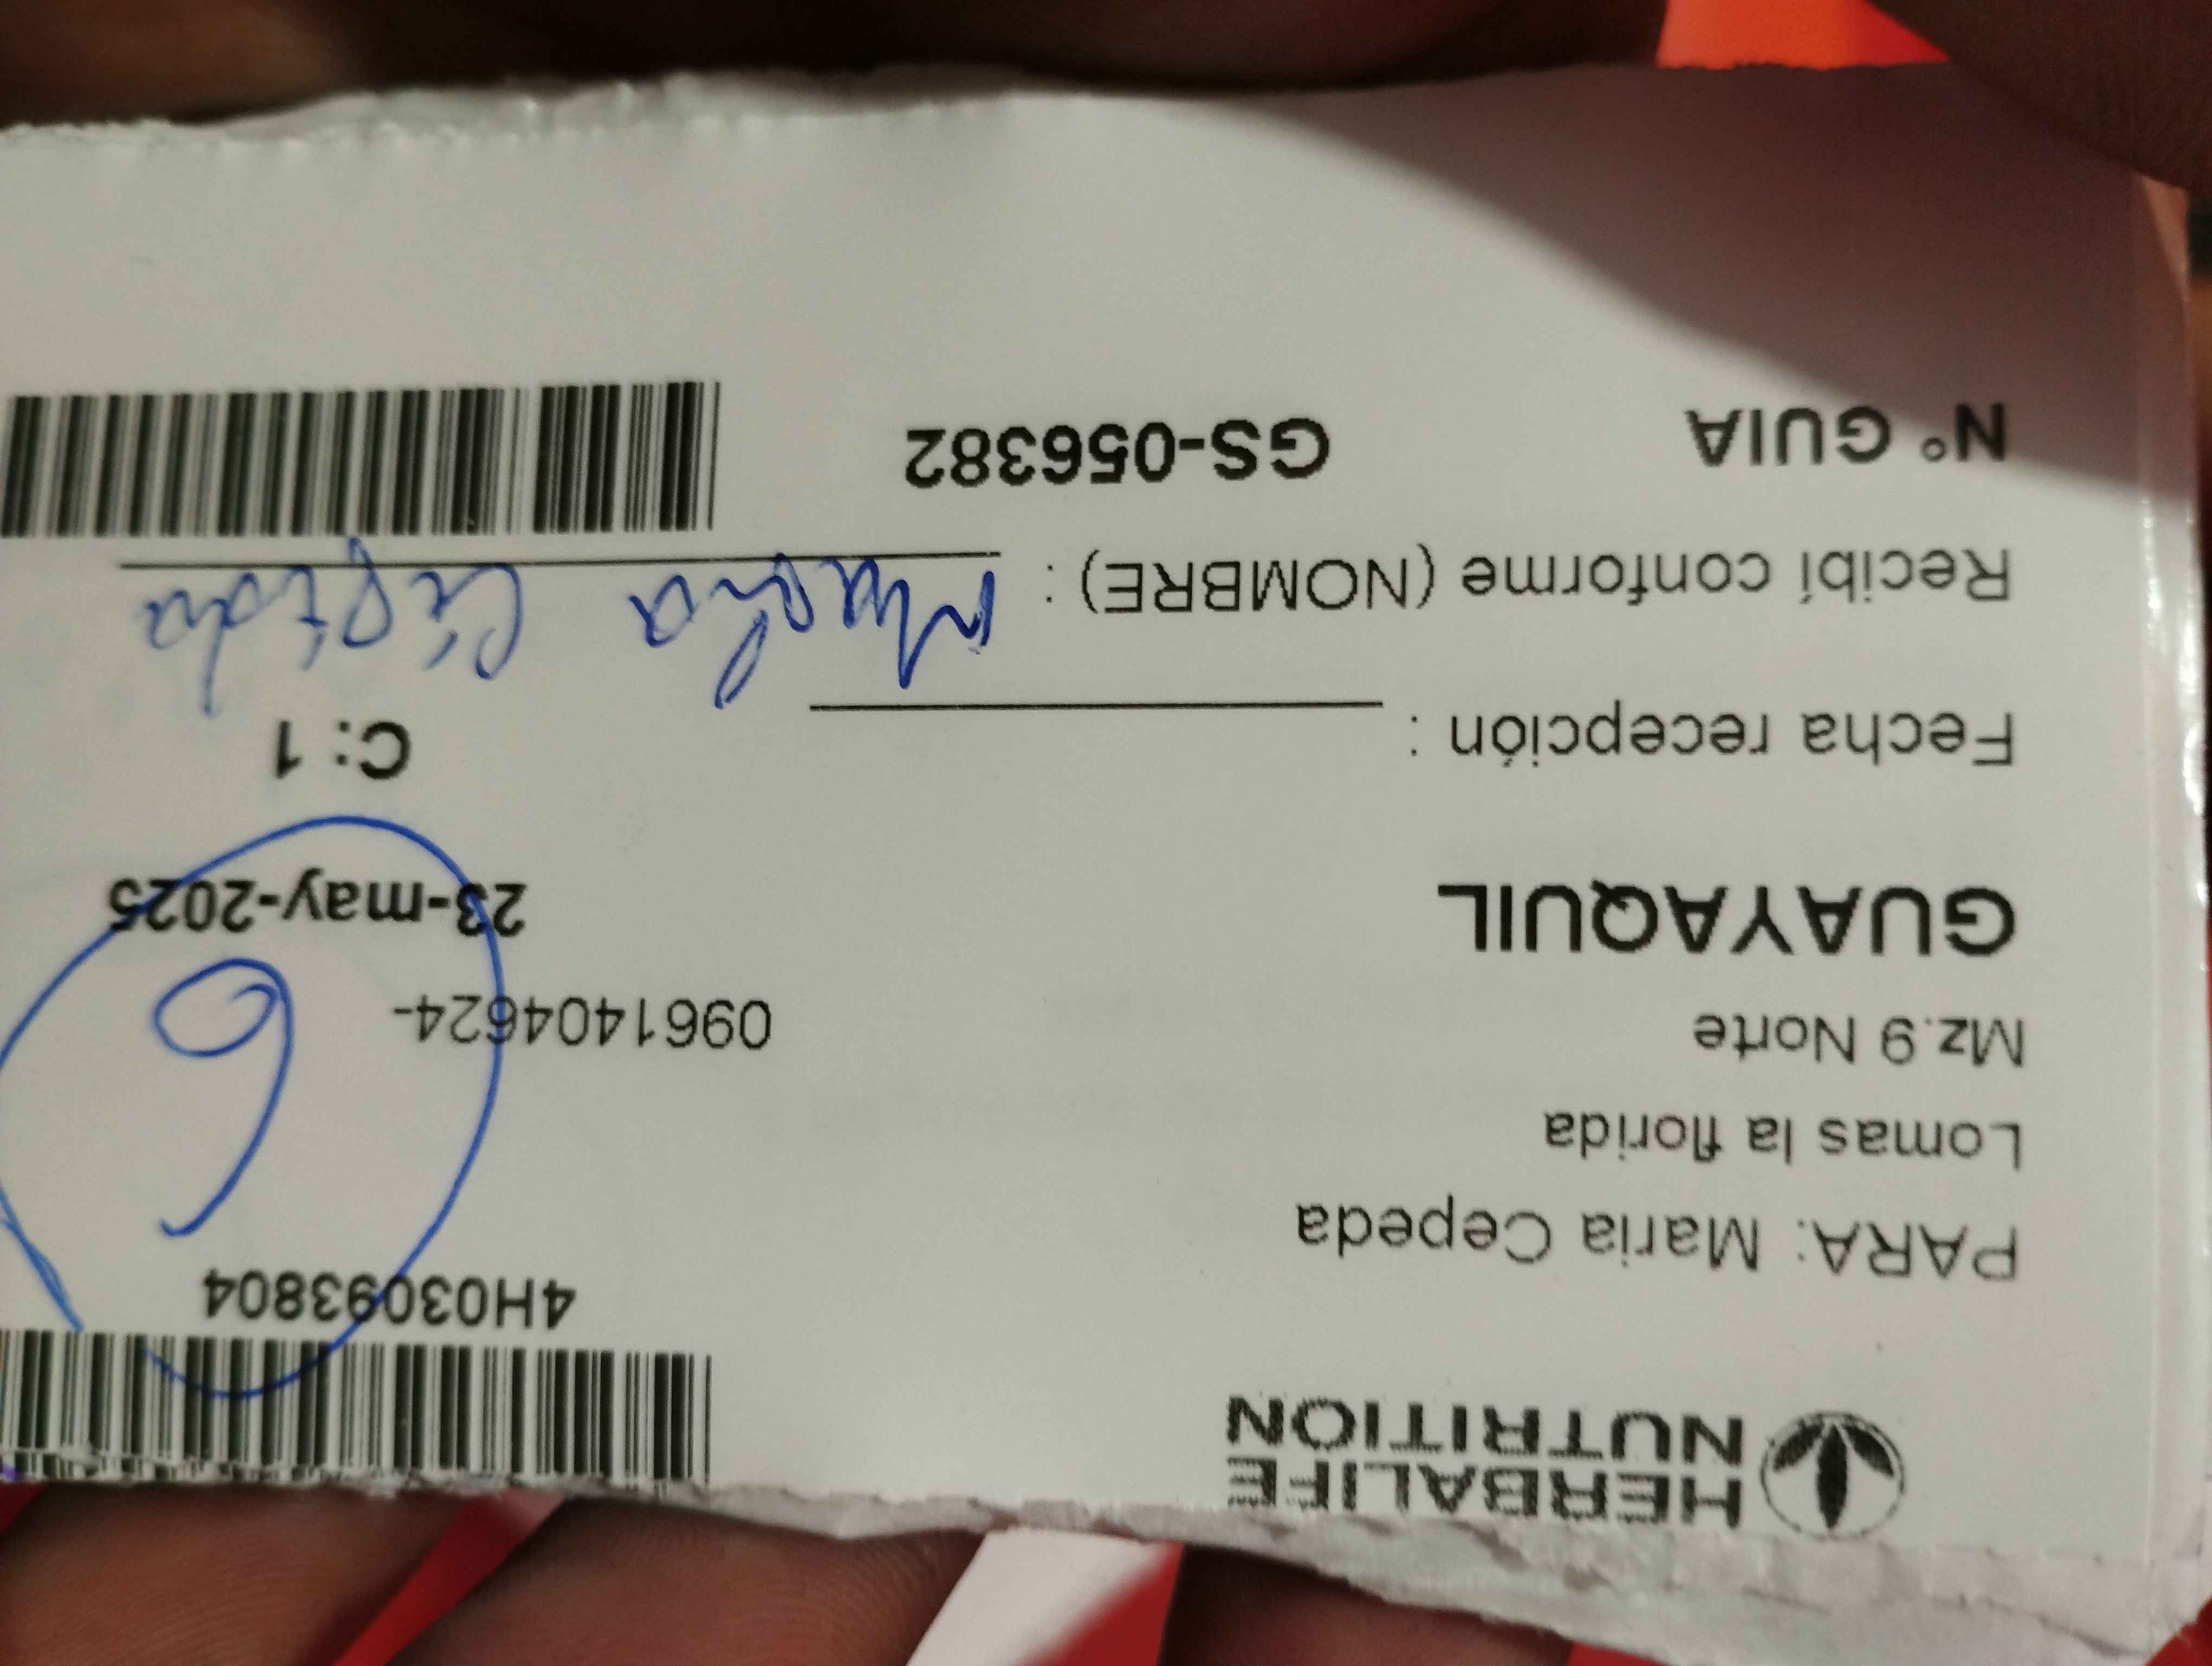 HERBALIFE
NUTRITION
4H03093804
PARA: Maria Cepeda
Lomas la florida
Mz.9 Norte
0961404624-
6
GUAYAQUIL
23-may-2025
C: 1
Fecha recepción :
Recibí conforme (NOMBRE) : Maria Cepeda
N° GUIA GS-056382